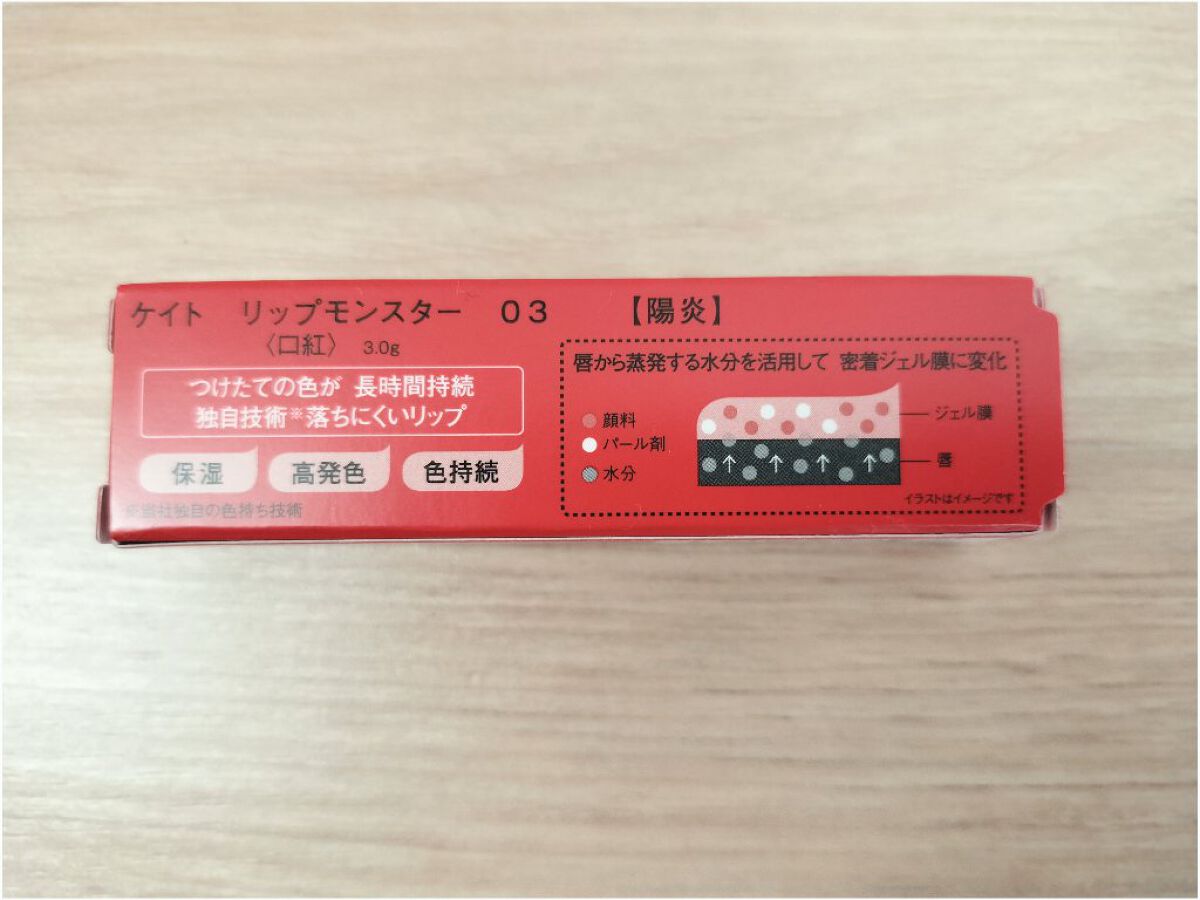 ケイト リップモンスター 03 【陽炎】
〈口紅〉 3.0g
つけたての色が 長時間持続
独自技術※落ちにくいリップ
保湿 高発色 色持続
※当社独自の色持ち技術
唇から蒸発する水分を活用して 密着ジェル膜に変化
顔料
パール剤
水分
ジェル膜
唇
イラストはイメージです